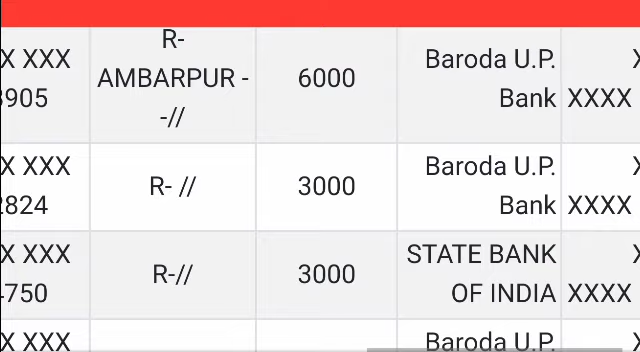 X XXX
3905
R-
AMBARPUR -
-//
6000
Baroda U.P.
Bank
X
XXXX
X XXX
2824
R- //
3000
Baroda U.P.
Bank
X
XXXX
X XXX
4750
R-//
3000
STATE BANK
OF INDIA
X
XXXX
X XXX
Baroda U.P.
X